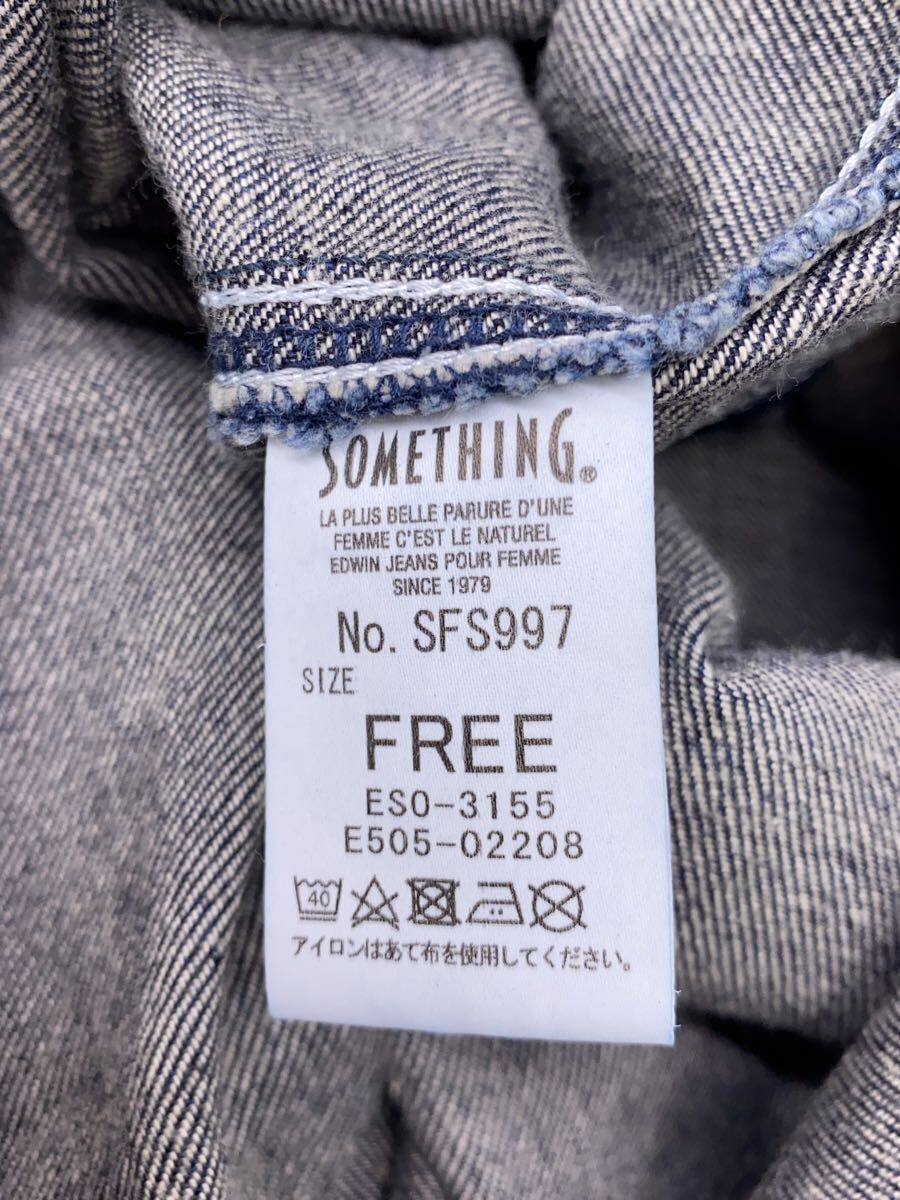 SOMETHING®
LA PLUS BELLE PARURE D'UNE
FEMME C'EST LE NATUREL
EDWIN JEANS POUR FEMME
SINCE 1979
No. SFS997
SIZE
FREE
ES0-3155
E505-02208
40
アイロンはあて布を使用してください。